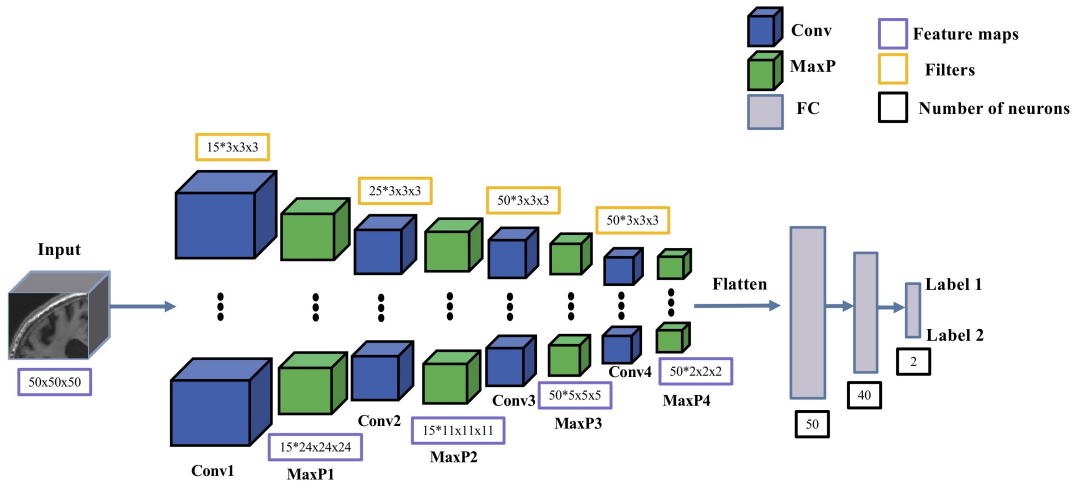 Conv
Feature maps
MaxP
Filters
FC
Number of neurons
15*3x3x3
25*3x3x3
50*3x3x3
50*3x3x3
Input
Flatten
Label 1
Label 2
50x50x50
Conv1
15*24x24x24
MaxP1
Conv2
15*11x11x11
MaxP2
Conv3
50*5x5x5
MaxP3
Conv4
50*2x2x2
MaxP4
50
40
2